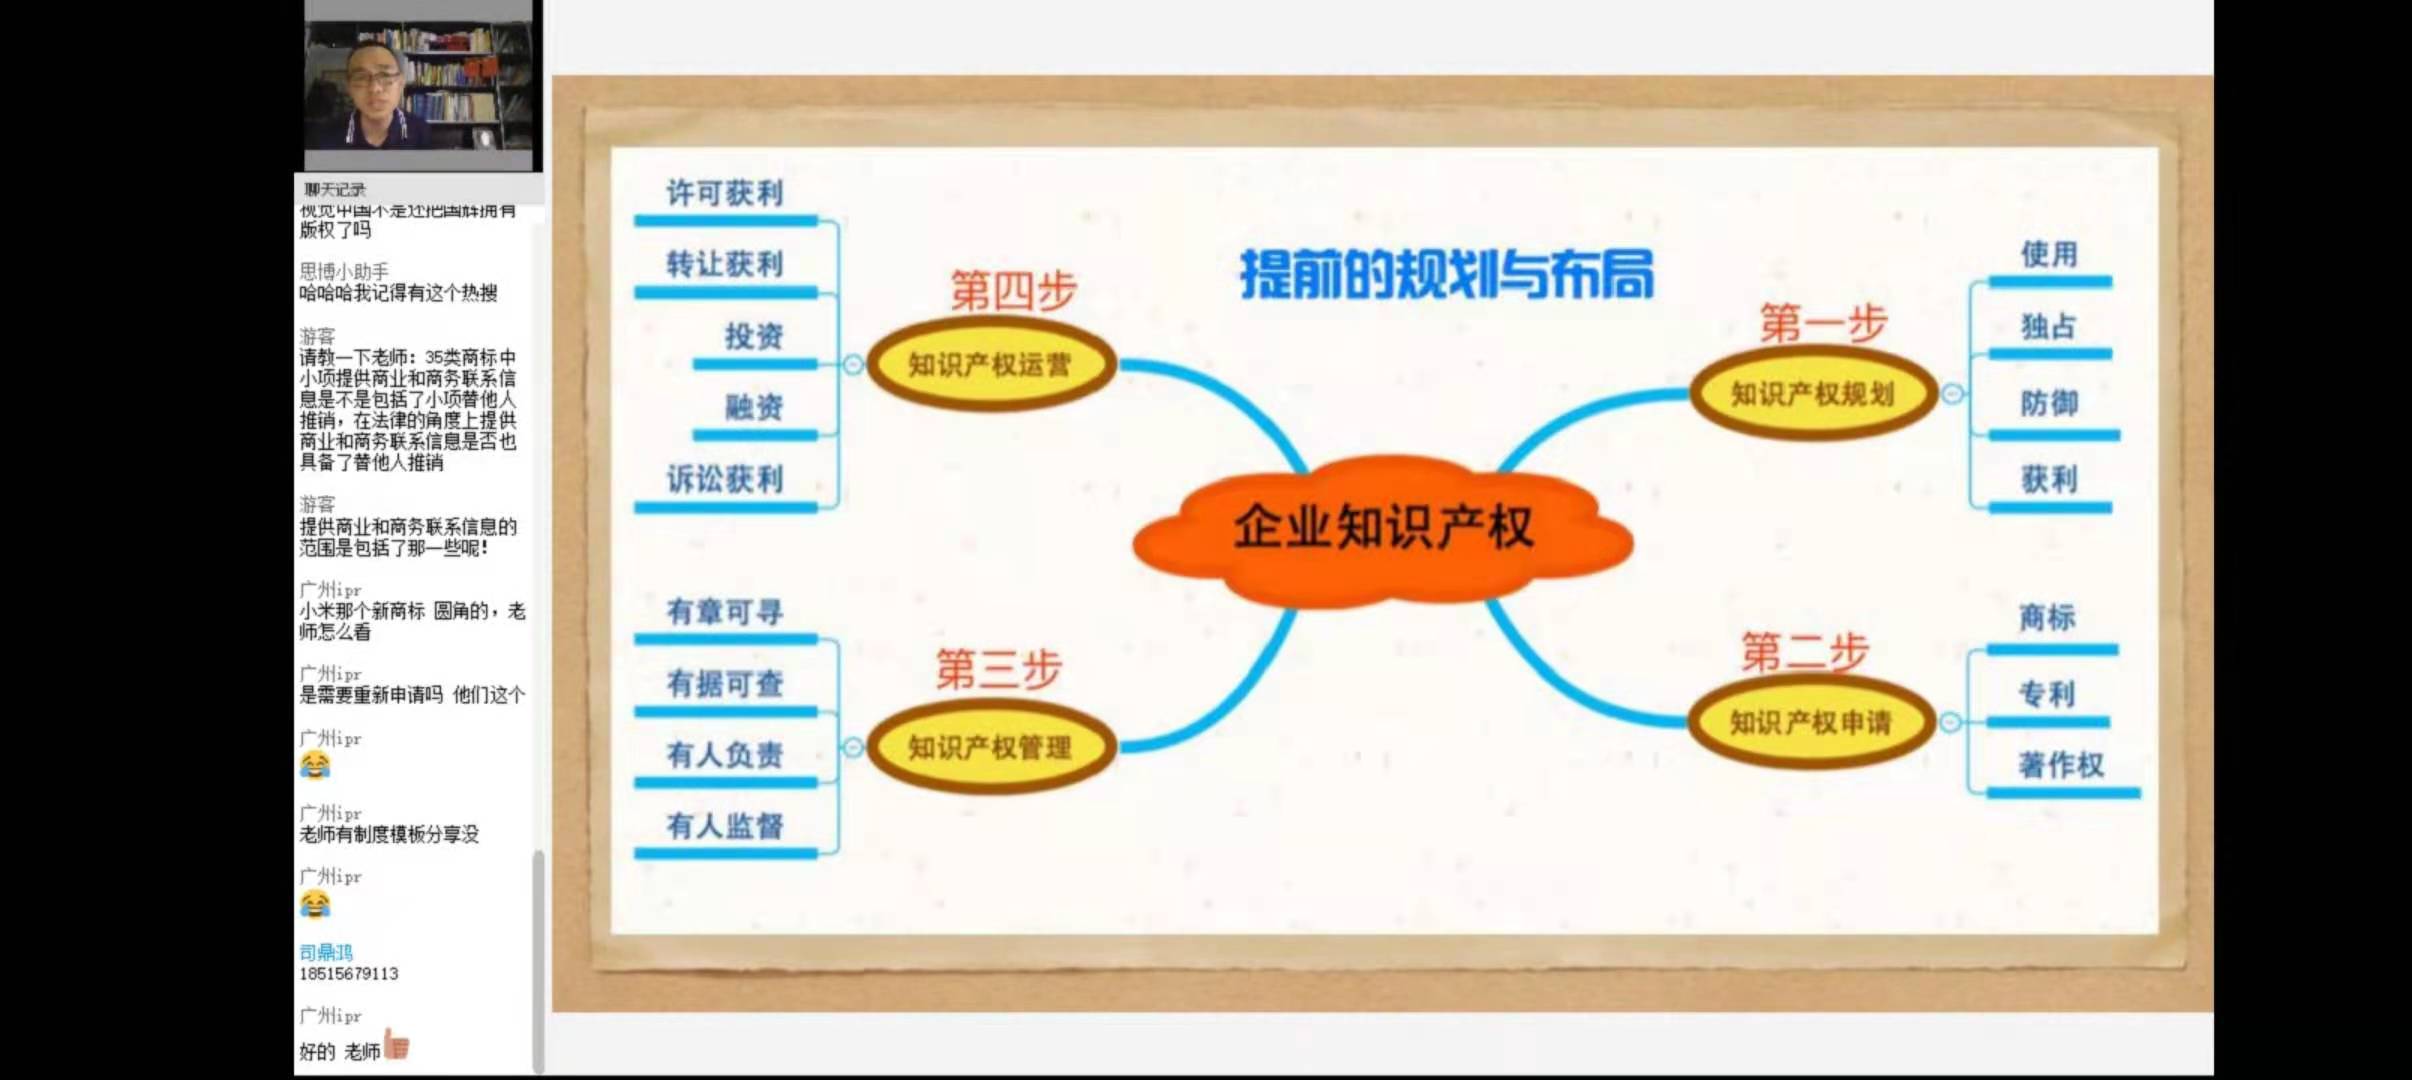 聊天记录
视觉中国不是还把国辉拥有
版权了吗
思博小助手
哈哈哈我记得有这个热搜
游客
请教一下老师：35类商标中
小项提供商业和商务联系信
息是不是包括了小项替他人
推销，在法律的角度上提供
商业和商务联系信息是否也
具备了替他人推销
游客
提供商业和商务联系信息的
范围是包括了那一些呢！
广州ipr
小米那个新商标 圆角的，老
师怎么看
广州ipr
是需要重新申请吗 他们这个
广州ipr
广州ipr
老师有制度模板分享没
广州ipr
司鼎鸿
18515679113
广州ipr
好的 老师
提前的规划与布局
企业知识产权
第一步
知识产权规划
使用
独占
防御
获利
第二步
知识产权申请
商标
专利
著作权
第三步
知识产权管理
有章可寻
有据可查
有人负责
有人监督
第四步
知识产权运营
许可获利
转让获利
投资
融资
诉讼获利